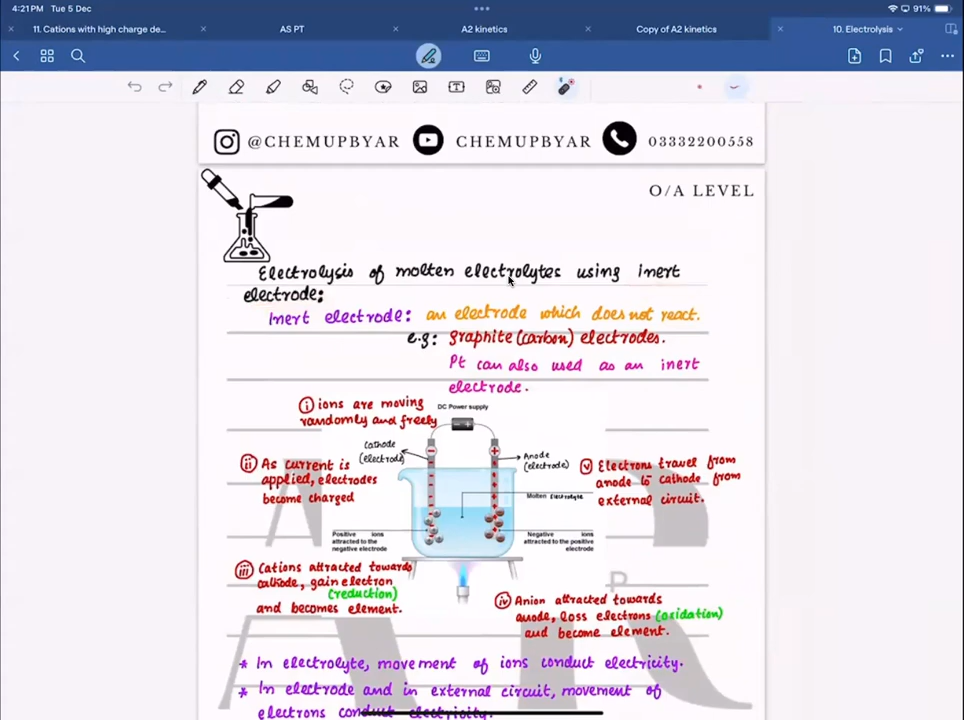 4:21 PM Tue 5 Dec
91%
11. Cations with high charge de...
AS PT
A2 kinetics
Copy of A2 kinetics
10. Electrolysis
@CHEMUPBYAR
CHEMUPBYAR
03332200558
O/A LEVEL
Electrolysis of molten electrolytes using inert
electrode:
Inert electrode: an electrode which does not react.
e.g: graphite (carbon) electrodes.
Pt can also used as an inert
electrode.
i ions are moving
randomly and freely
DC Power supply
Cathode
(electrode)
Anode
(electrode)
ii As current is
applied, electrodes
become charged
v Electrons travel from
anode to cathode from
external circuit.
Molten Electrolyte
Positive ions
attracted to the
negative electrode
Negative ions
attracted to the positive
electrode
iii Cations attracted towards
cathode, gain electron
(reduction)
and becomes element.
iv Anion attracted towards
anode, loss electrons (oxidation)
and become element.
* In electrolyte, movement of ions conduct electricity.
* In electrode and in external circuit, movement of
electrons conduct electricity.